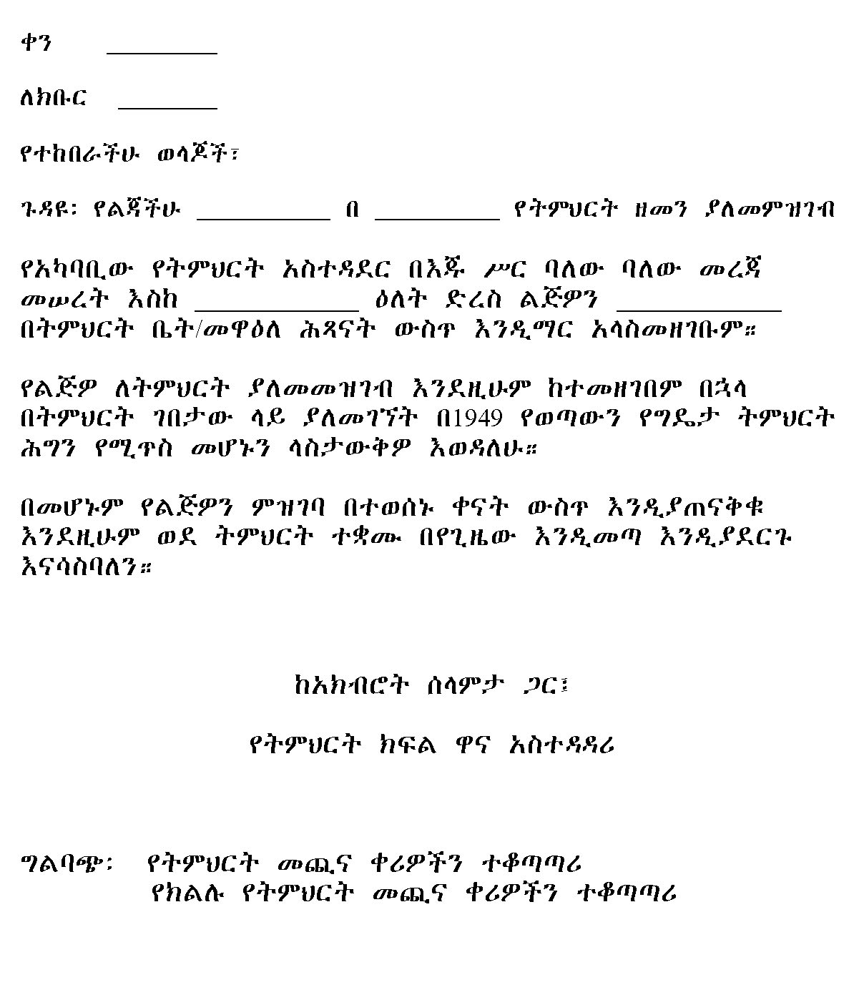 ቀን __________
ለክቡር _________
የተከበራችሁ ወላጆች፣
ጉዳዩ፡ የልጃችሁ ____________ በ ___________ የትምህርት ዘመን ያለመምዝገብ
የአካባቢው የትምህርት አስተዳደር በእጁ ሥር ባለው ባለው መረጃ
መሠረት እስከ _______________ ዕለት ድረስ ልጅዎን _______________
በትምህርት ቤት/መዋዕለ ሕጻናት ውስጥ እንዲማር አላስመዘገቡም።
የልጅዎ ለትምህርት ያለመመዝገብ እንደዚሁም ከተመዘገበም በኋላ
በትምህርት ገበታው ላይ ያለመገኘት በ1949 የወጣውን የግዴታ ትምህርት
ሕግን የሚጥስ መሆኑን ላስታውቅዎ እወዳለሁ።
በመሆኑም የልጅዎን ምዝገባ በተወሰኑ ቀናት ውስጥ እንዲያጠናቅቁ
እንደዚሁም ወደ ትምህርት ተቋሙ በየጊዜው እንዲመጣ እንዲያደርጉ
እናሳስባለን።
ከአክብሮት ሰላምታ ጋር፤
የትምህርት ክፍል ዋና አስተዳዳሪ
ግልባጭ፡ የትምህርት መጪና ቀሪዎችን ተቆጣጣሪ
የክልሉ የትምህርት መጪና ቀሪዎችን ተቆጣጣሪ